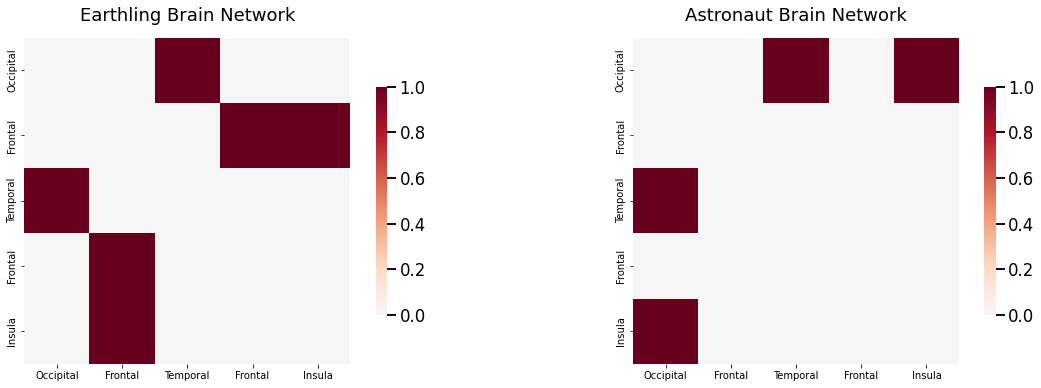 Earthling Brain Network
Occipital
Frontal
Temporal
Frontal
Insula
Occipital Frontal Temporal Frontal Insula
1.0
0.8
0.6
0.4
0.2
0.0
Astronaut Brain Network
Occipital
Frontal
Temporal
Frontal
Insula
Occipital Frontal Temporal Frontal Insula
1.0
0.8
0.6
0.4
0.2
0.0